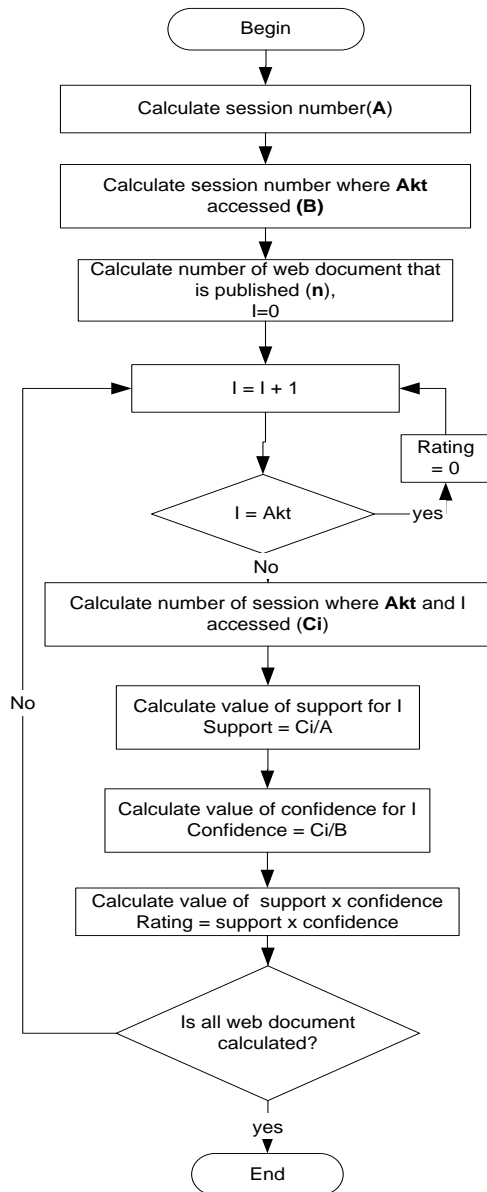 Begin
Calculate session number(A)
Calculate session number where Akt
accessed (B)
Calculate number of web document that
is published (n),
I=0
I = I + 1
Rating
= 0
I = Akt
yes
No
Calculate number of session where Akt and I
accessed (Ci)
No
Calculate value of support for I
Support = Ci/A
Calculate value of confidence for I
Confidence = Ci/B
Calculate value of support x confidence
Rating = support x confidence
Is all web document
calculated?
yes
End